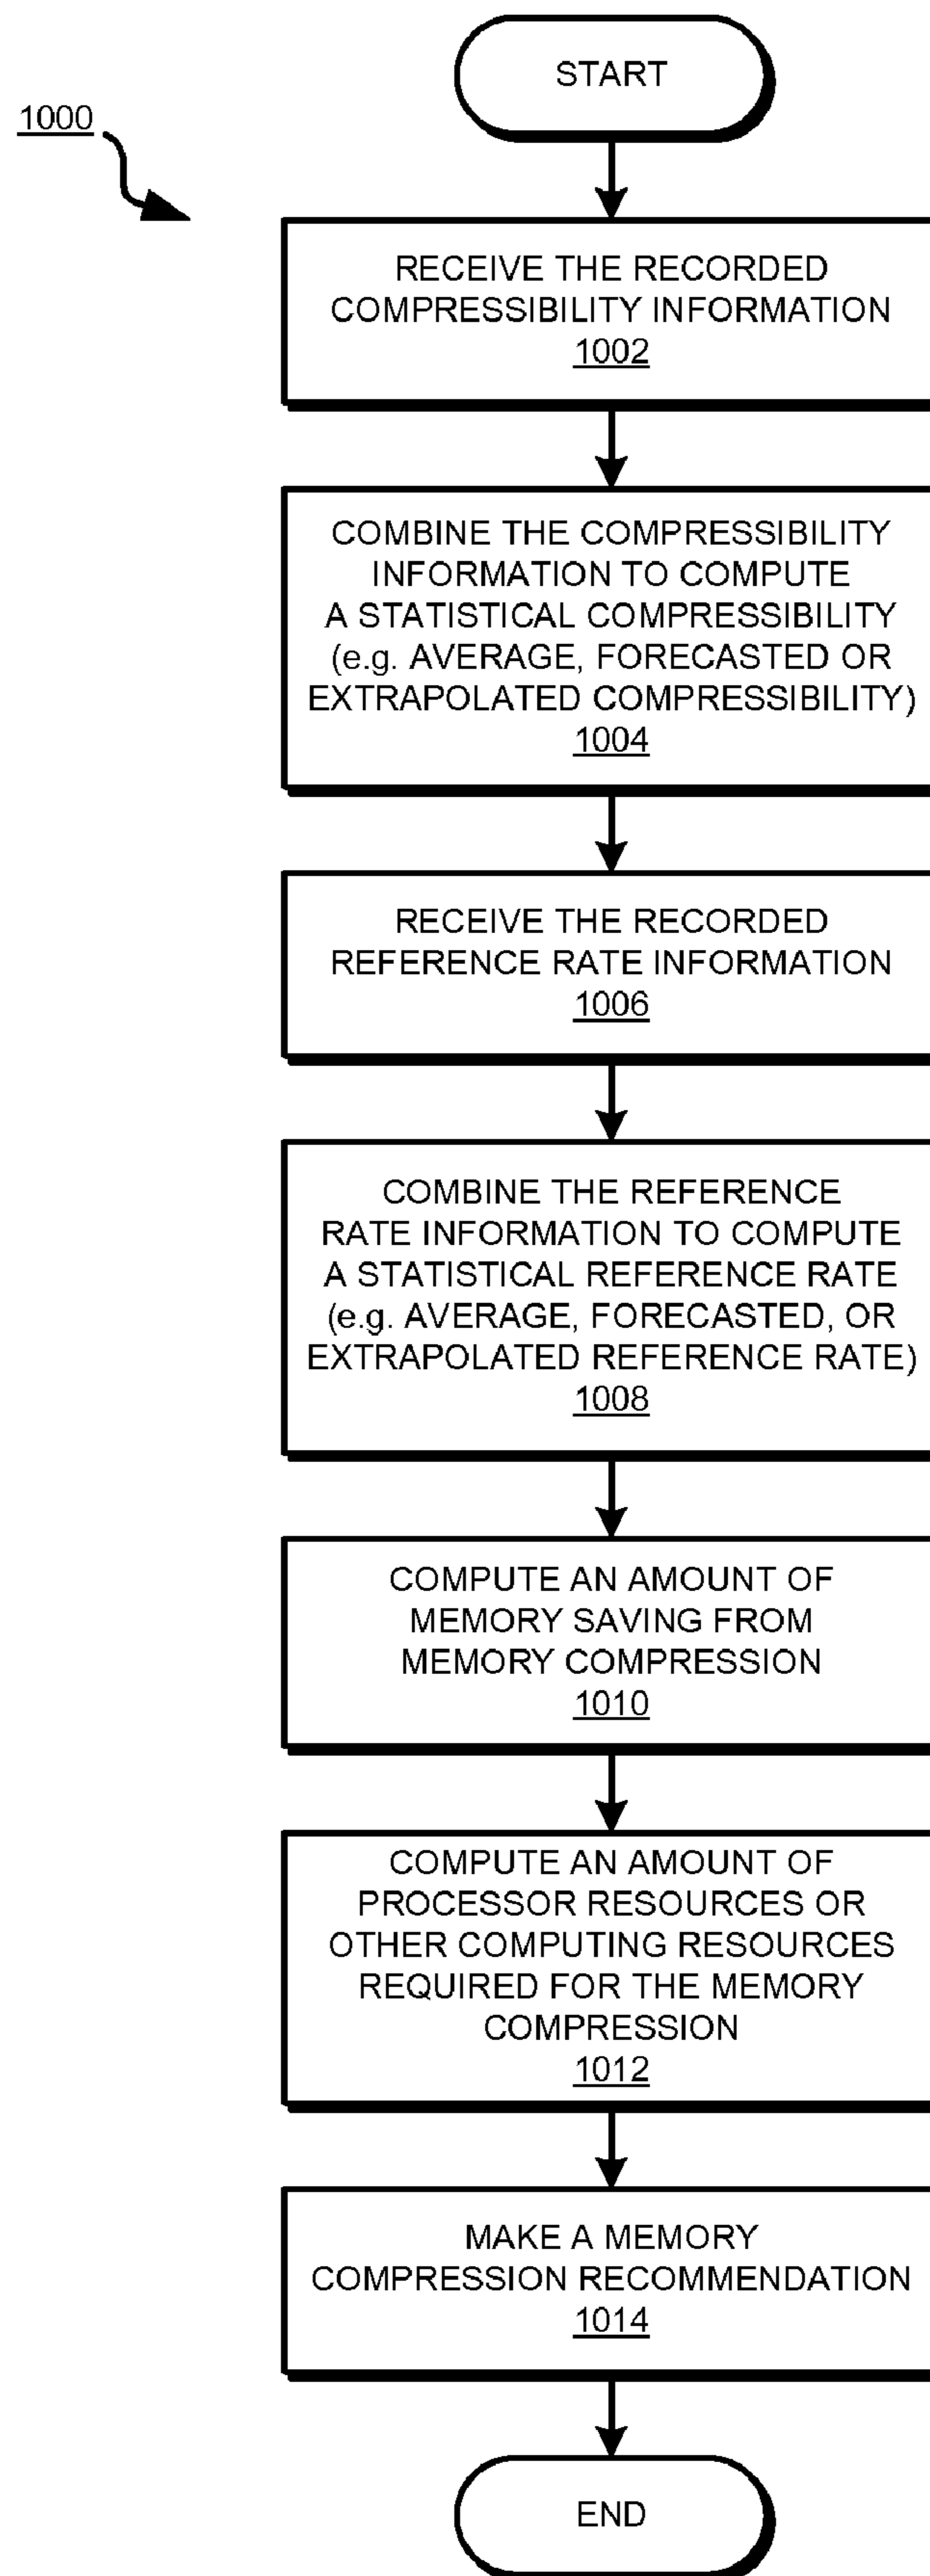 START
1000
RECEIVE THE RECORDED
COMPRESSIBILITY INFORMATION
1002
COMBINE THE COMPRESSIBILITY
INFORMATION TO COMPUTE
A STATISTICAL COMPRESSIBILITY
(e.g. AVERAGE, FORECASTED OR
EXTRAPOLATED COMPRESSIBILITY)
1004
RECEIVE THE RECORDED
REFERENCE RATE INFORMATION
1006
COMBINE THE REFERENCE
RATE INFORMATION TO COMPUTE
A STATISTICAL REFERENCE RATE
(e.g. AVERAGE, FORECASTED, OR
EXTRAPOLATED REFERENCE RATE)
1008
COMPUTE AN AMOUNT OF
MEMORY SAVING FROM
MEMORY COMPRESSION
1010
COMPUTE AN AMOUNT OF
PROCESSOR RESOURCES OR
OTHER COMPUTING RESOURCES
REQUIRED FOR THE MEMORY
COMPRESSION
1012
MAKE A MEMORY
COMPRESSION RECOMMENDATION
1014
END